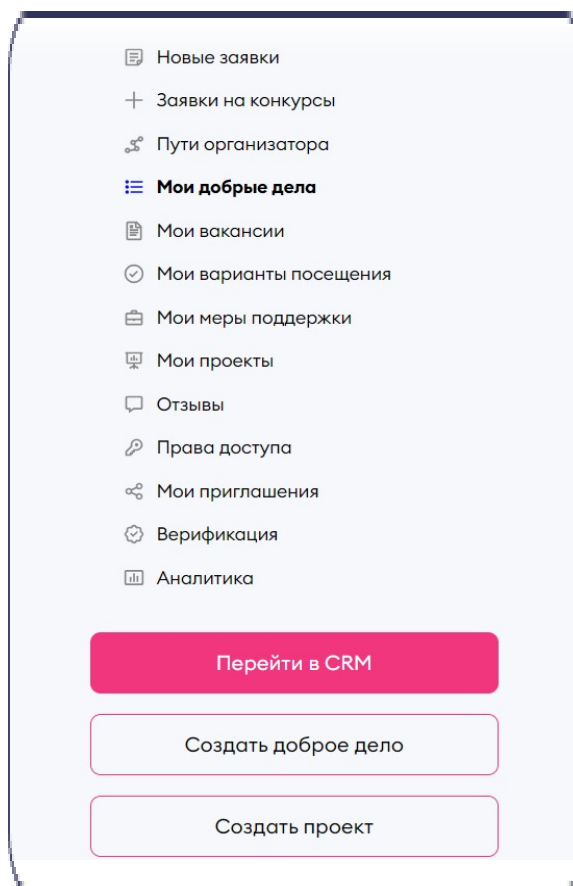 Новые заявки
Заявки на конкурсы
Пути организатора
Мои добрые дела
Мои вакансии
Мои варианты посещения
Мои меры поддержки
Мои проекты
Отзывы
Права доступа
Мои приглашения
Верификация
Аналитика
Перейти в CRM
Создать доброе дело
Создать проект